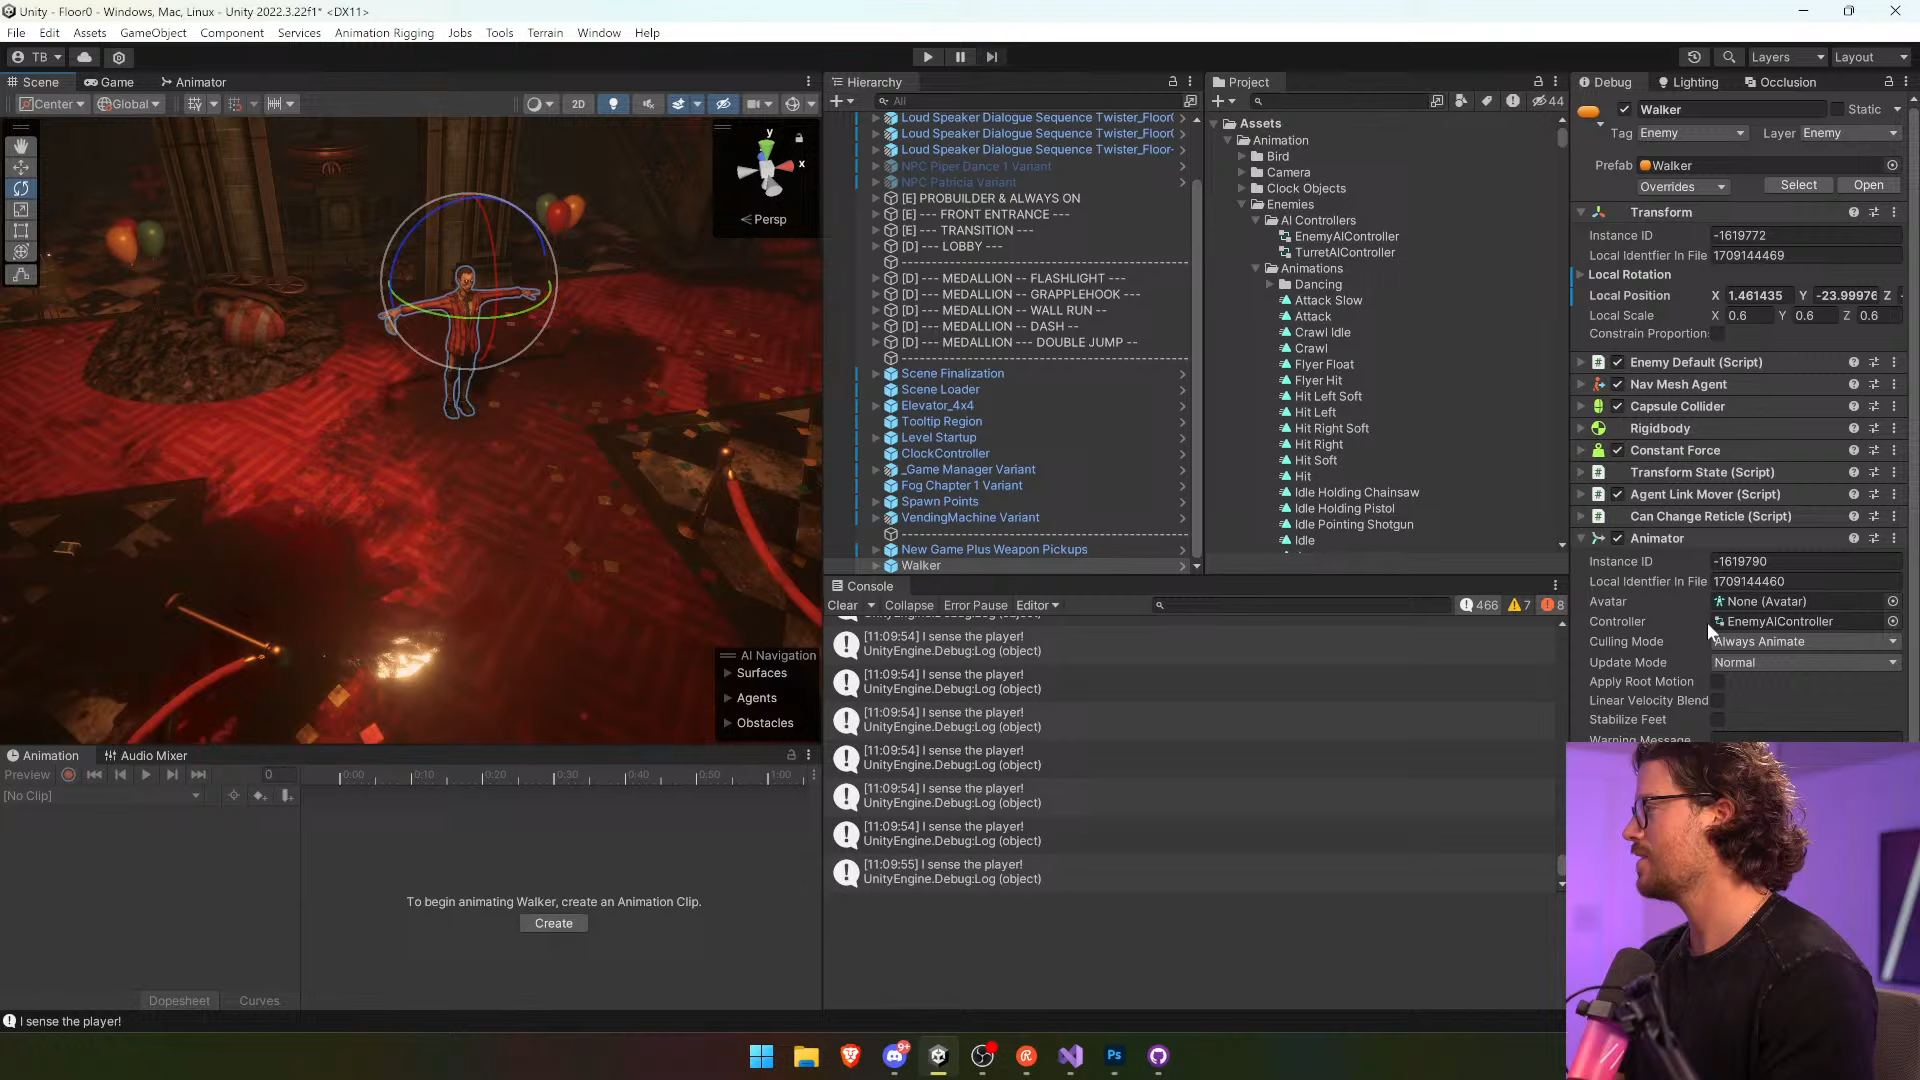 Unity - Floor0 - Windows, Mac, Linux - Unity 2022.3.22f1* <DX11>
File Edit Assets GameObject Component Services Animation Rigging Jobs Tools Terrain Window Help
TB
Layers
Layout
Scene
Game
Animator
Center
Global
2D
y
x
Persp
AI Navigation
Surfaces
Agents
Obstacles
Hierarchy
All
Loud Speaker Dialogue Sequence Twister_Floor(
Loud Speaker Dialogue Sequence Twister_Floor(
Loud Speaker Dialogue Sequence Twister_Floor-
NPC Piper Dance 1 Variant
NPC Patricia Variant
[E] PROBUILDER & ALWAYS ON
[E] --- FRONT ENTRANCE ---
[E] --- TRANSITION ---
[D] --- LOBBY ---
[D] --- MEDALLION -- FLASHLIGHT ---
[D] --- MEDALLION -- GRAPPLEHOOK ---
[D] --- MEDALLION -- WALL RUN --
[D] --- MEDALLION -- DASH --
[D] --- MEDALLION --- DOUBLE JUMP --
Scene Finalization
Scene Loader
Elevator_4x4
Tooltip Region
Level Startup
ClockController
_Game Manager Variant
Fog Chapter 1 Variant
Spawn Points
VendingMachine Variant
New Game Plus Weapon Pickups
Walker
Project
44
Assets
Animation
Bird
Camera
Clock Objects
Enemies
AI Controllers
EnemyAIController
TurretAIController
Animations
Dancing
Attack Slow
Attack
Crawl Idle
Crawl
Flyer Float
Flyer Hit
Hit Left Soft
Hit Left
Hit Right Soft
Hit Right
Hit Soft
Hit
Idle Holding Chainsaw
Idle Holding Pistol
Idle Pointing Shotgun
Idle
Debug
Lighting
Occlusion
Walker
Static
Tag Enemy
Layer Enemy
Prefab Walker
Overrides
Select
Open
Transform
Instance ID -1619772
Local Identfier In File 1709144469
Local Rotation
Local Position X 1.461435 Y -23.99976 Z
Local Scale X 0.6 Y 0.6 Z 0.6
Constrain Proportion:
Enemy Default (Script)
Nav Mesh Agent
Capsule Collider
Rigidbody
Constant Force
Transform State (Script)
Agent Link Mover (Script)
Can Change Reticle (Script)
Animator
Instance ID -1619790
Local Identfier In File 1709144460
Avatar None (Avatar)
Controller EnemyAIController
Culling Mode Always Animate
Update Mode Normal
Apply Root Motion
Linear Velocity Blend
Stabilize Feet
Warning Message
Console
Clear Collapse Error Pause Editor
466 7 8
UnityEngine.Debug:Log (object)
[11:09:54] I sense the player!
UnityEngine.Debug:Log (object)
[11:09:54] I sense the player!
UnityEngine.Debug:Log (object)
[11:09:54] I sense the player!
UnityEngine.Debug:Log (object)
[11:09:54] I sense the player!
UnityEngine.Debug:Log (object)
[11:09:54] I sense the player!
UnityEngine.Debug:Log (object)
[11:09:54] I sense the player!
UnityEngine.Debug:Log (object)
[11:09:55] I sense the player!
UnityEngine.Debug:Log (object)
Animation
Audio Mixer
Preview
0
0:00 0:10 0:20 0:30 0:40 0:50 1:00
[No Clip]
To begin animating Walker, create an Animation Clip.
Create
Dopesheet
Curves
I sense the player!
9+
Ps